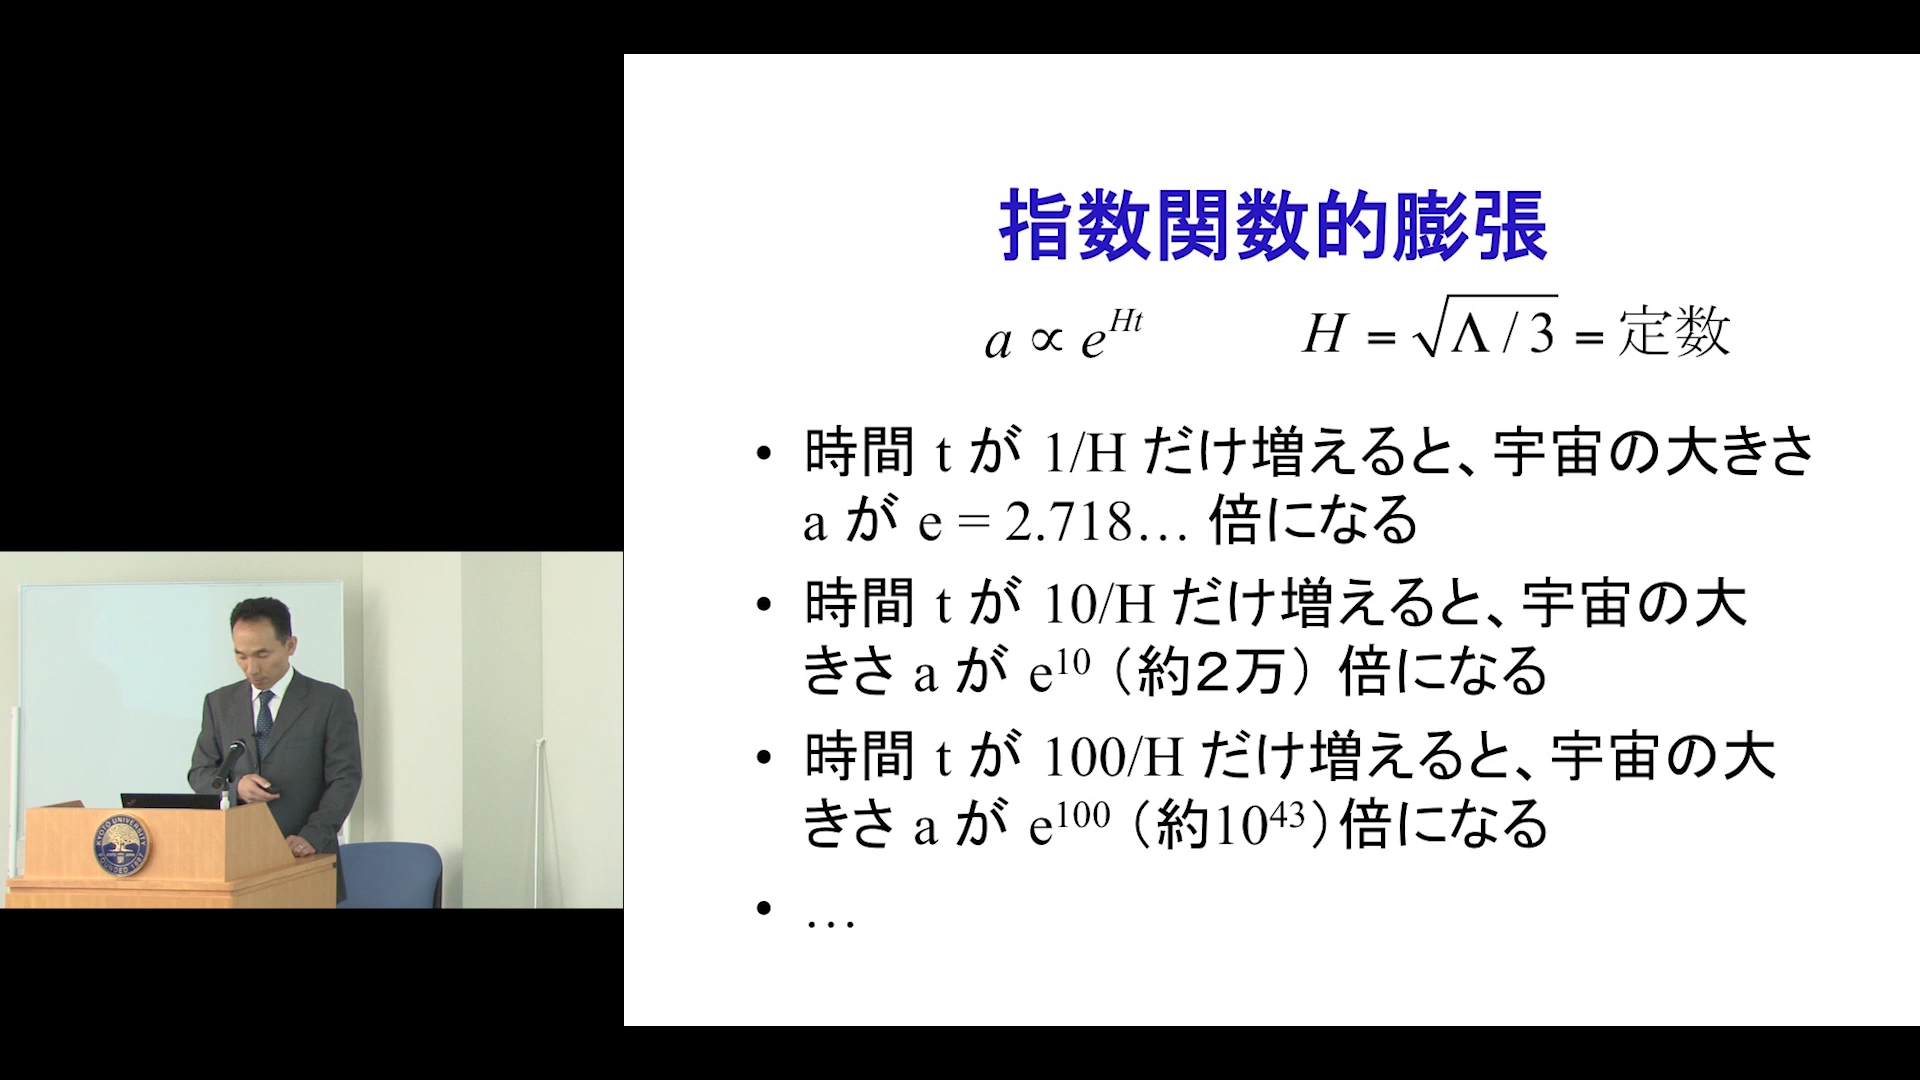 指数関数的膨張
a ∝ e^{Ht} H = √Λ/3 = 定数
• 時間 t が 1/H だけ増えると、宇宙の大きさ
a が e = 2.718… 倍になる
• 時間 t が 10/H だけ増えると、宇宙の大
きさ a が e¹⁰ （約２万） 倍になる
• 時間 t が 100/H だけ増えると、宇宙の大
きさ a が e¹⁰⁰ （約10⁴³）倍になる
• …
KYOTO UNIVERSITY
FOUNDED 1897